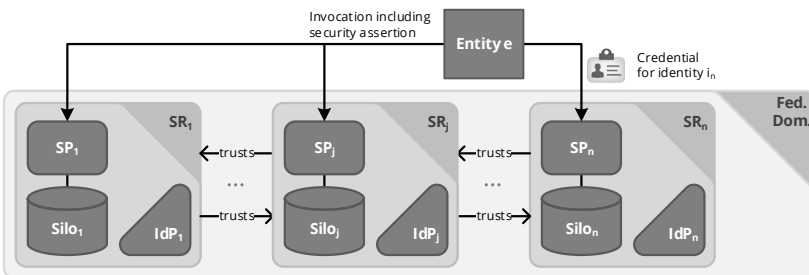 Invocation including
security assertion
Entity e
Credential
for identity iₙ
Fed.
Dom.
SR₁
SRⱼ
SRₙ
SP₁
trusts
SPⱼ
trusts
SPₙ
...
...
Silo₁
IdP₁
trusts
Siloⱼ
IdPⱼ
trusts
Siloₙ
IdPₙ